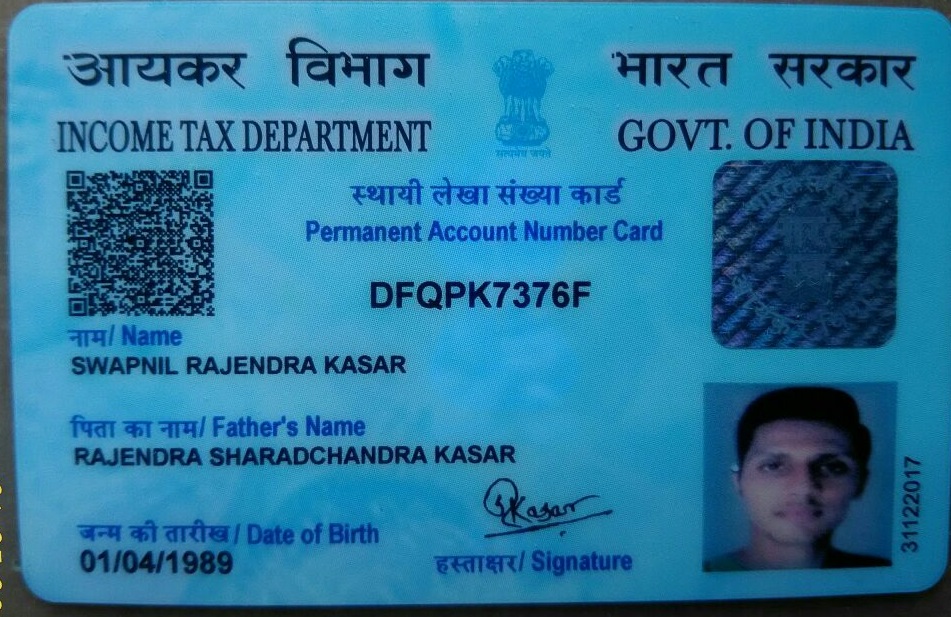 आयकर विभाग
INCOME TAX DEPARTMENT
भारत सरकार
GOVT. OF INDIA
सत्यमेव जयते
स्थायी लेखा संख्या कार्ड
Permanent Account Number Card
DFQPK7376F
नाम/ Name
SWAPNIL RAJENDRA KASAR
पिता का नाम/ Father's Name
RAJENDRA SHARADCHANDRA KASAR
जन्म की तारीख/ Date of Birth
01/04/1989
हस्ताक्षर/ Signature
31122017